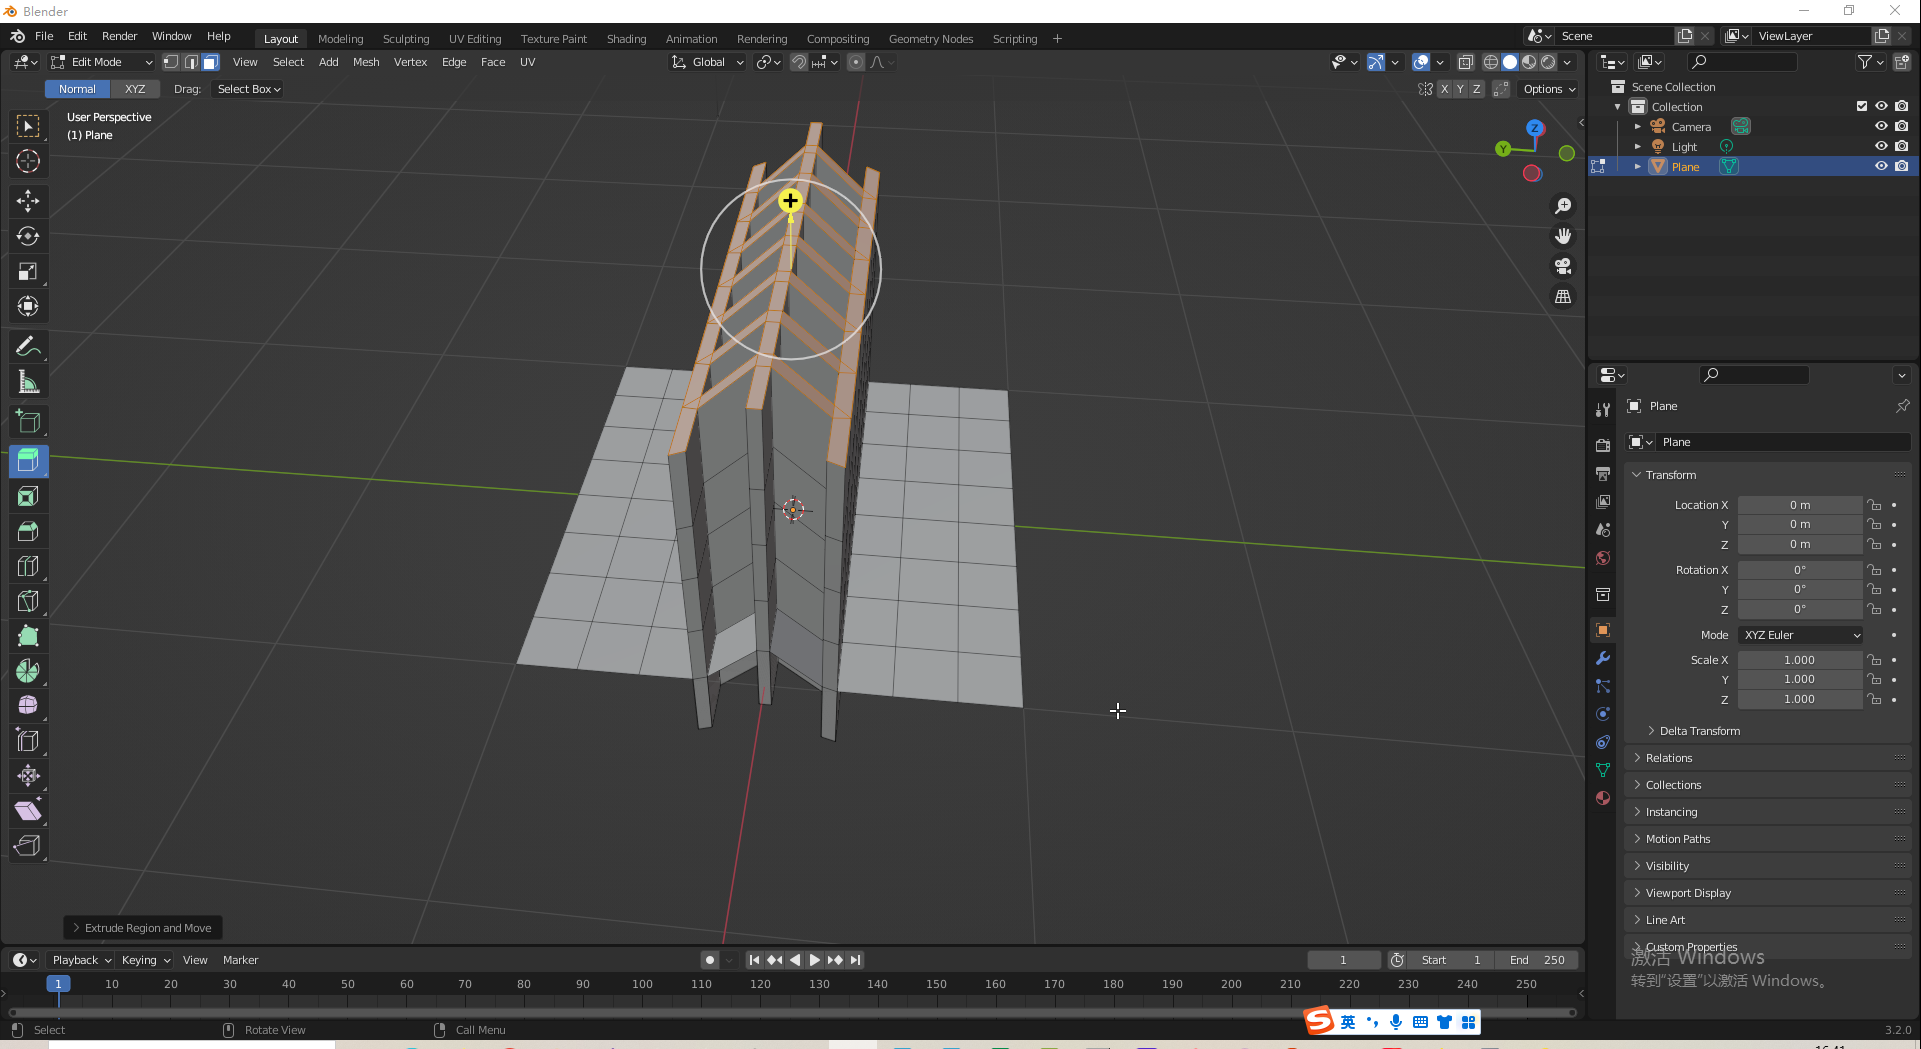 Blender
File Edit Render Window Help
Layout Modeling Sculpting UV Editing Texture Paint Shading Animation Rendering Compositing Geometry Nodes Scripting +
Scene
ViewLayer
Edit Mode
View Select Add Mesh Vertex Edge Face UV
Global
Normal XYZ Drag: Select Box
X Y Z
Options
User Perspective
(1) Plane
Z
Y
Extrude Region and Move
Scene Collection
Collection
Camera
Light
Plane
Plane
Plane
Transform
Location X 0 m
Y 0 m
Z 0 m
Rotation X 0°
Y 0°
Z 0°
Mode XYZ Euler
Scale X 1.000
Y 1.000
Z 1.000
Delta Transform
Relations
Collections
Instancing
Motion Paths
Visibility
Viewport Display
Line Art
Custom Properties
激活 Windows
转到“设置”以激活 Windows。
Playback Keying View Marker
1
Start 1
End 250
1 10 20 30 40 50 60 70 80 90 100 110 120 130 140 150 160 170 180 190 200 210 220 230 240 250
Select
Rotate View
Call Menu
英
3.2.0